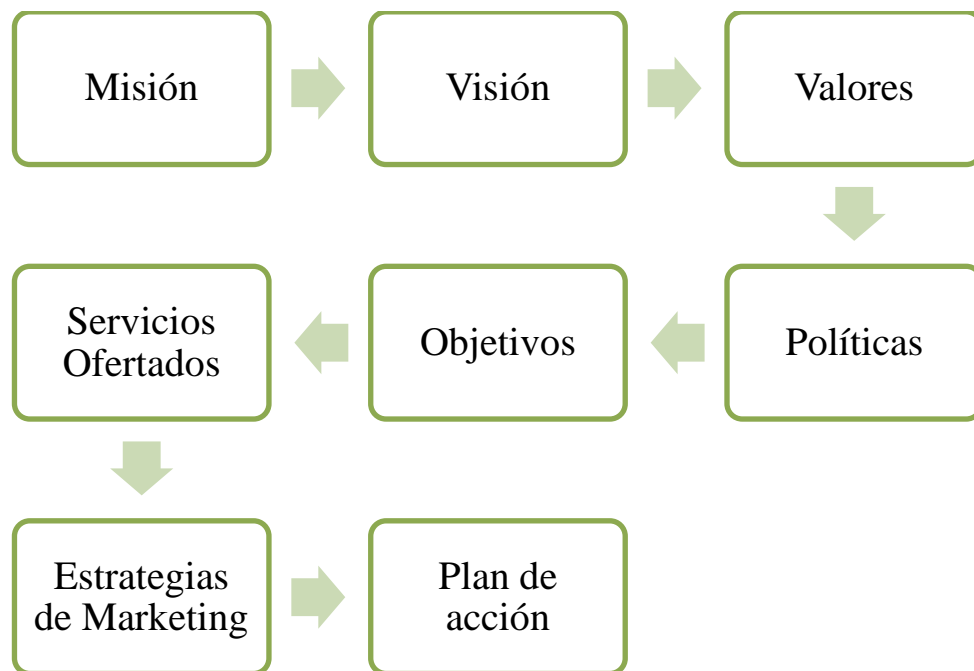 Misión
Visión
Valores
Políticas
Objetivos
Servicios
Ofertados
Estrategias
de Marketing
Plan de
acción